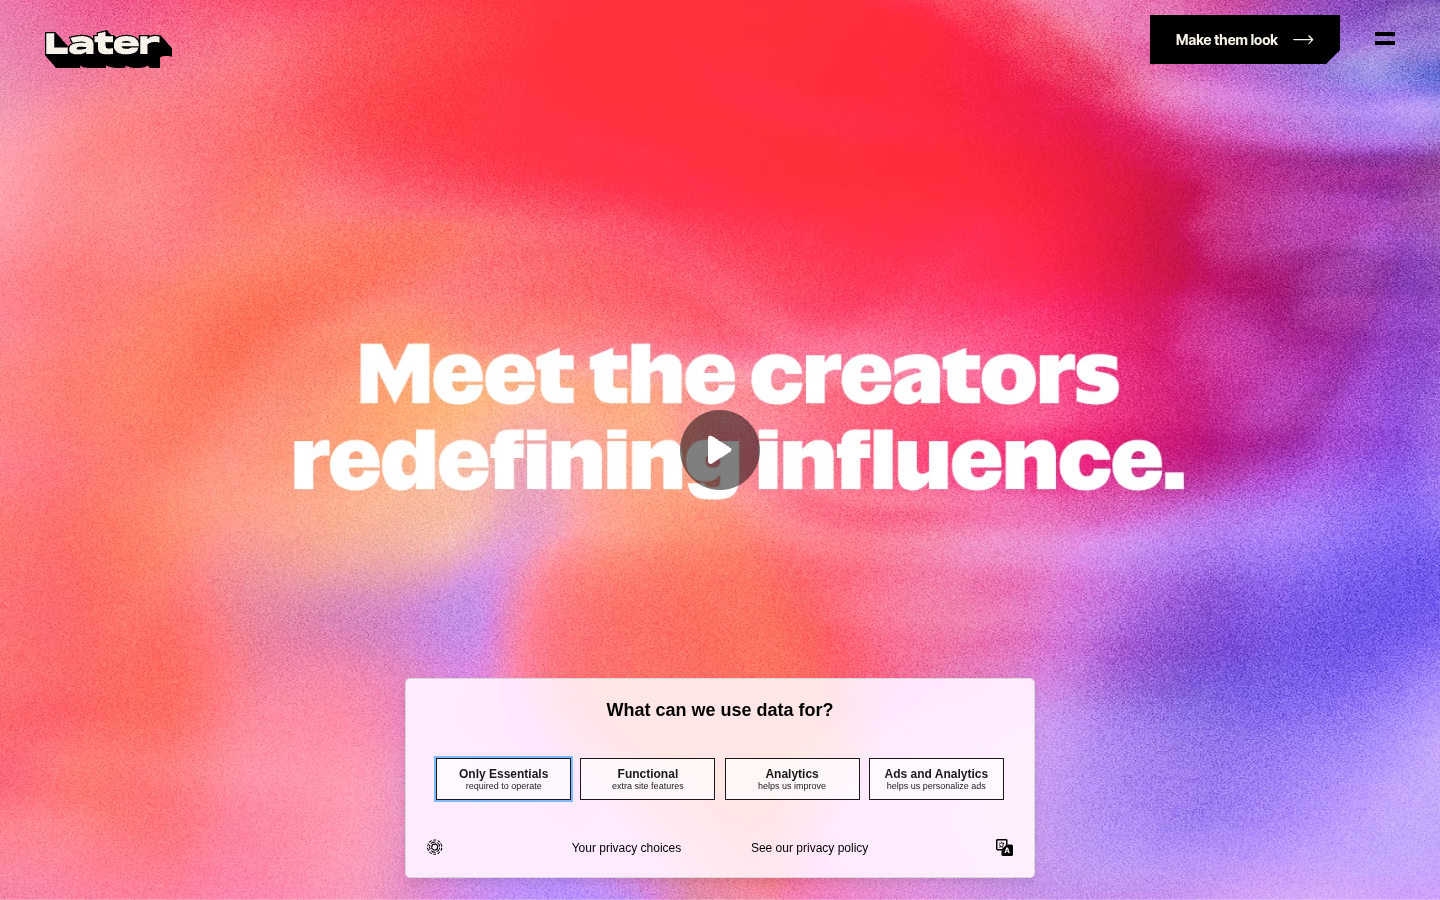 Later
Make them look
Meet the creators
redefining influence.
What can we use data for?
Only Essentials
required to operate
Functional
extra site features
Analytics
helps us improve
Ads and Analytics
helps us personalize ads
Your privacy choices
See our privacy policy